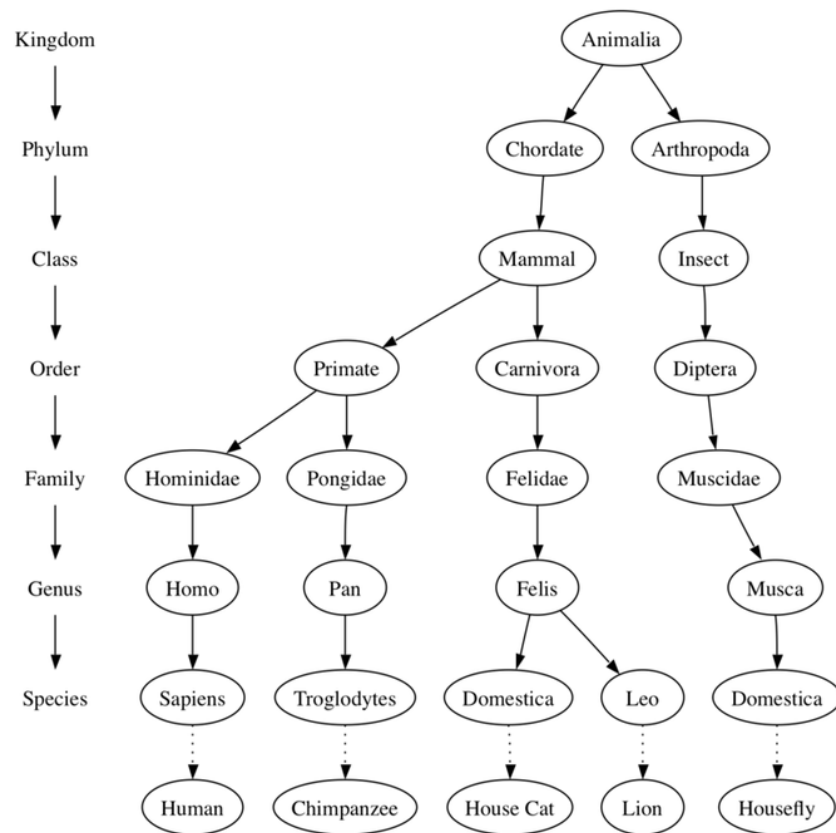 Kingdom
Animalia
Phylum
Chordate
Arthropoda
Class
Mammal
Insect
Order
Primate
Carnivora
Diptera
Family
Hominidae
Pongidae
Felidae
Muscidae
Genus
Homo
Pan
Felis
Musca
Species
Sapiens
Troglodytes
Domestica
Leo
Domestica
Human
Chimpanzee
House Cat
Lion
Housefly